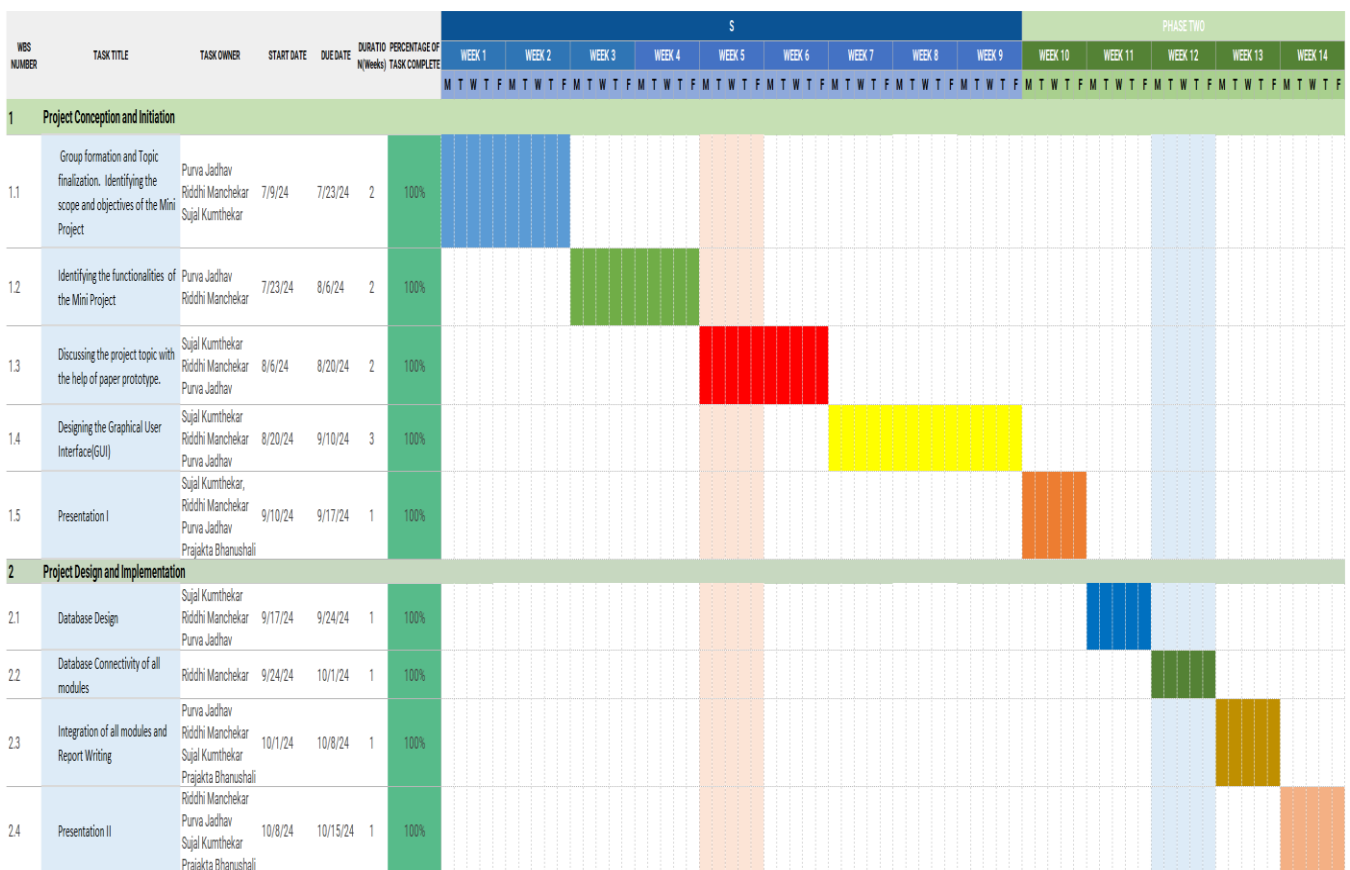 S PHASE TWO
WBS NUMBER TASK TITLE TASK OWNER START DATE DUE DATE DURATIO N(Weeks) PERCENTAGE OF TASK COMPLETE WEEK 1 WEEK 2 WEEK 3 WEEK 4 WEEK 5 WEEK 6 WEEK 7 WEEK 8 WEEK 9 WEEK 10 WEEK 11 WEEK 12 WEEK 13 WEEK 14
M T W T F M T W T F M T W T F M T W T F M T W T F M T W T F M T W T F M T W T F M T W T F M T W T F M T W T F M T W T F M T W T F M T W T F
1 Project Conception and Initiation
1.1
Group formation and Topic
finalization. Identifying the
scope and objectives of the Mini
Project
Purva Jadhav
Riddhi Manchekar
Sujal Kumthekar
7/9/24 7/23/24 2 100%
1.2
Identifying the functionalities of
the Mini Project
Purva Jadhav
Riddhi Manchekar
7/23/24 8/6/24 2 100%
1.3
Discussing the project topic with
the help of paper prototype.
Sujal Kumthekar
Riddhi Manchekar
Purva Jadhav
8/6/24 8/20/24 2 100%
1.4
Designing the Graphical User
Interface(GUI)
Sujal Kumthekar
Riddhi Manchekar
Purva Jadhav
8/20/24 9/10/24 3 100%
1.5
Presentation I
Sujal Kumthekar,
Riddhi Manchekar
Purva Jadhav
Prajakta Bhanushali
9/10/24 9/17/24 1 100%
2 Project Design and Implementation
2.1
Database Design
Sujal Kumthekar
Riddhi Manchekar
Purva Jadhav
9/17/24 9/24/24 1 100%
2.2
Database Connectivity of all
modules
Riddhi Manchekar
9/24/24 10/1/24 1 100%
2.3
Integration of all modules and
Report Writing
Purva Jadhav
Riddhi Manchekar
Sujal Kumthekar
Prajakta Bhanushali
10/1/24 10/8/24 1 100%
2.4
Presentation II
Riddhi Manchekar
Purva Jadhav
Sujal Kumthekar
Prajakta Bhanushali
10/8/24 10/15/24 1 100%